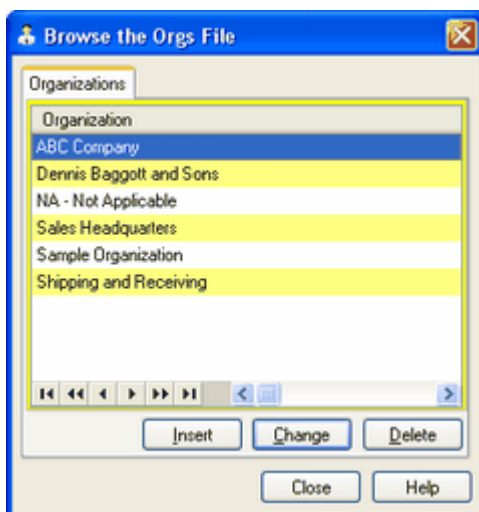 Browse the Orgs File
Organizations
Organization
ABC Company
Dennis Baggott and Sons
NA - Not Applicable
Sales Headquarters
Sample Organization
Shipping and Receiving
Insert Change Delete
Close Help